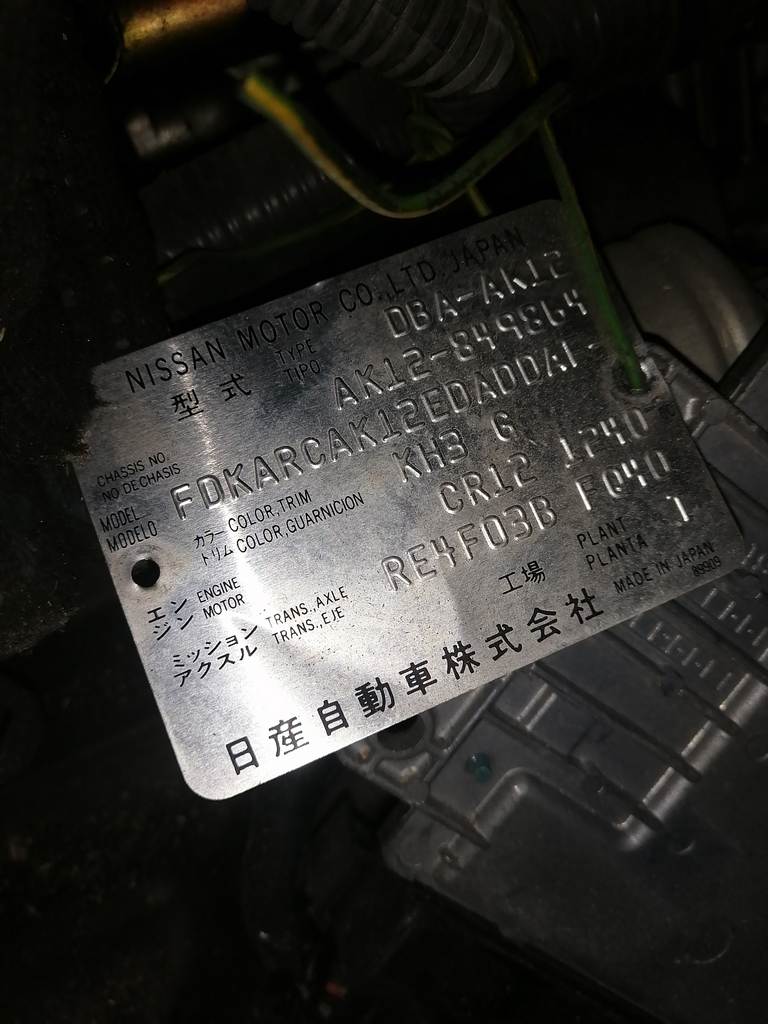 NISSAN MOTOR CO.,LTD. JAPAN
型式 TYPE TIPO DBA-AK12
CHASSIS NO. NO DE CHASIS AK12-849864
MODEL MODELO FDKARCAK12EDADDA
カラー トリム COLOR,TRIM COLOR,GUARNICION KH3 G
エンジン ENGINE MOTOR CR12 1240
ミッション アクスル TRANS.,AXLE TRANS.,EJE RE4F03B FQ40
工場 PLANT PLANTA 1
日産自動車株式会社 MADE IN JAPAN
89909